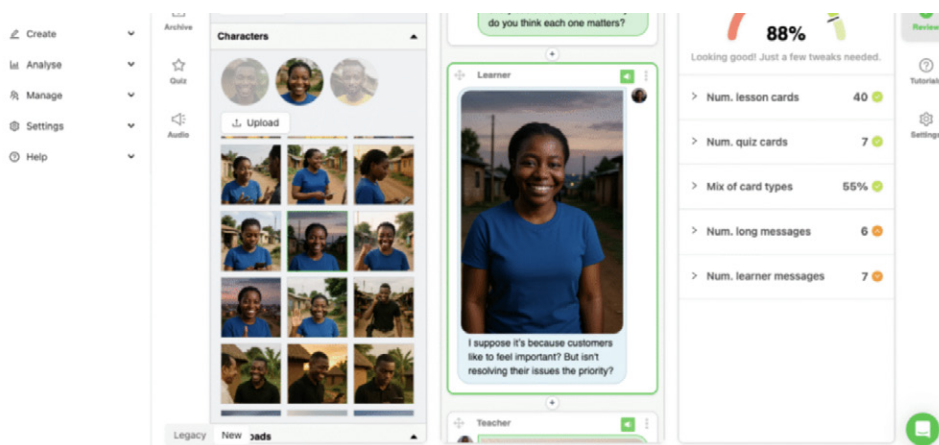 Create
Analyse
Manage
Settings
Help
Archive
Quiz
Audio
Characters
Upload
Legacy
New
oads
do you think each one matters?
Learner
I suppose it's because customers
like to feel important? But isn't
resolving their issues the priority?
Teacher
88%
Looking good! Just a few tweaks needed.
Num. lesson cards 40
Num. quiz cards 7
Mix of card types 55%
Num. long messages 6
Num. learner messages 7
Review
Tutorials
Settings